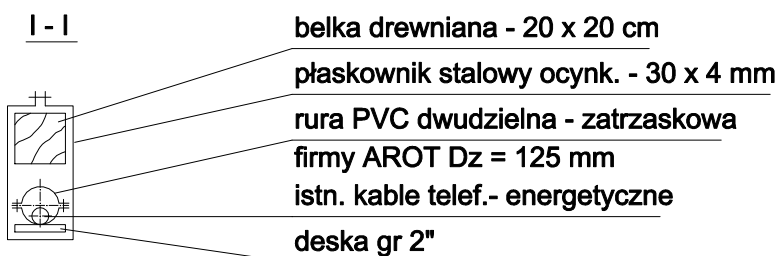 I - I
belka drewniana - 20 x 20 cm
płaskownik stalowy ocynk. - 30 x 4 mm
rura PVC dwudzielna - zatrzaskowa
firmy AROT Dz = 125 mm
istn. kable telef.- energetyczne
deska gr 2"